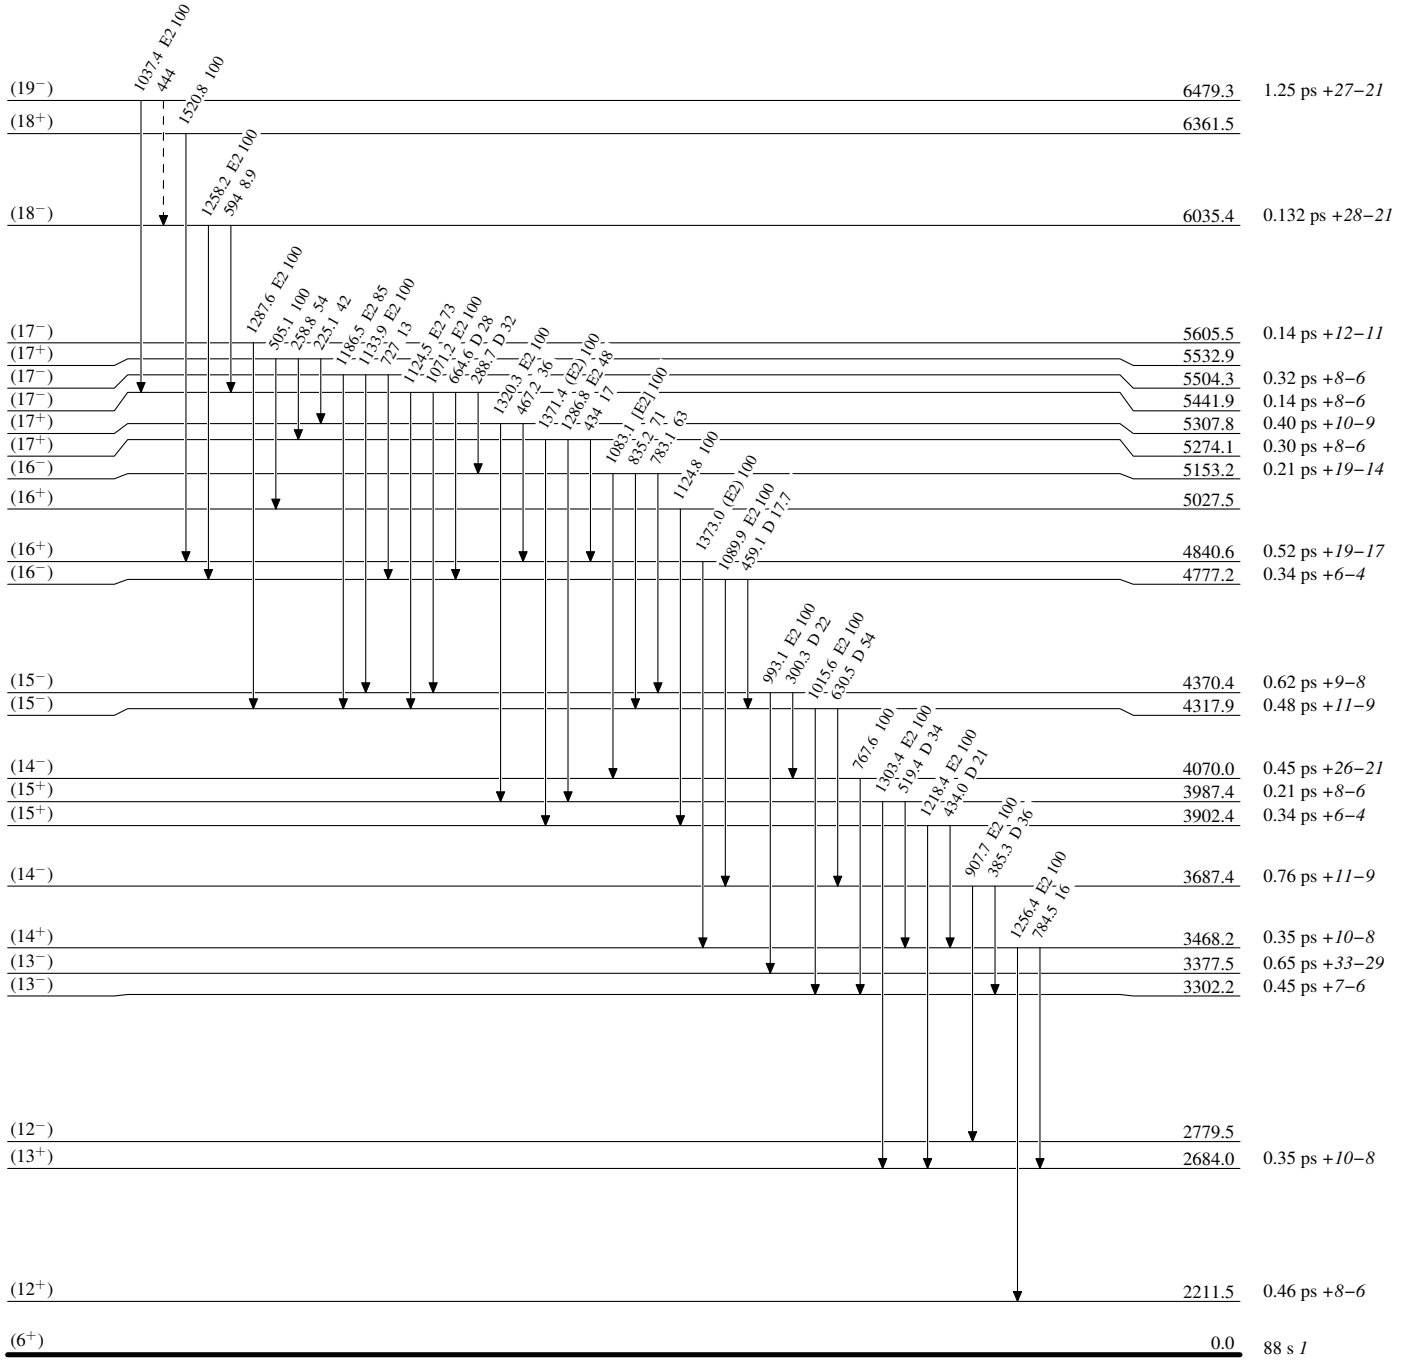 1037.4 E2 100
444
1520.8 100
1258.2 E2 100
594 8.9
1287.6 E2 100
505.1 100
258.8 54
225.1 42
1186.5 E2 85
1133.9 E2 100
727 13
1124.5 E2 73
1071.2 E2 100
664.6 D 28
288.7 D 32
1320.3 E2 100
467.2 36
1371.4 (E2) 100
1286.8 E2 48
434 17
1083.1 [E2] 100
835.2 71
783.1 63
1124.8 100
1373.0 (E2) 100
1089.9 E2 100
459.1 D 17.7
993.1 E2 100
300.3 D 22
1015.6 E2 100
630.5 D 54
767.6 100
1303.4 E2 100
519.4 D 34
1218.4 E2 100
434.0 D 21
907.7 E2 100
385.3 D 36
1256.4 E2 100
784.5 16
(19⁻) 6479.3 1.25 ps +27−21
(18⁺) 6361.5
(18⁻) 6035.4 0.132 ps +28−21
(17⁻) 5605.5 0.14 ps +12−11
(17⁺) 5532.9
(17⁻) 5504.3 0.32 ps +8−6
(17⁻) 5441.9 0.14 ps +8−6
(17⁺) 5307.8 0.40 ps +10−9
(17⁺) 5274.1 0.30 ps +8−6
(16⁻) 5153.2 0.21 ps +19−14
(16⁺) 5027.5
(16⁺) 4840.6 0.52 ps +19−17
(16⁻) 4777.2 0.34 ps +6−4
(15⁻) 4370.4 0.62 ps +9−8
(15⁻) 4317.9 0.48 ps +11−9
(14⁻) 4070.0 0.45 ps +26−21
(15⁺) 3987.4 0.21 ps +8−6
(15⁺) 3902.4 0.34 ps +6−4
(14⁻) 3687.4 0.76 ps +11−9
(14⁺) 3468.2 0.35 ps +10−8
(13⁻) 3377.5 0.65 ps +33−29
(13⁻) 3302.2 0.45 ps +7−6
(12⁻) 2779.5
(13⁺) 2684.0 0.35 ps +10−8
(12⁺) 2211.5 0.46 ps +8−6
(6⁺) 0.0 88 s 1